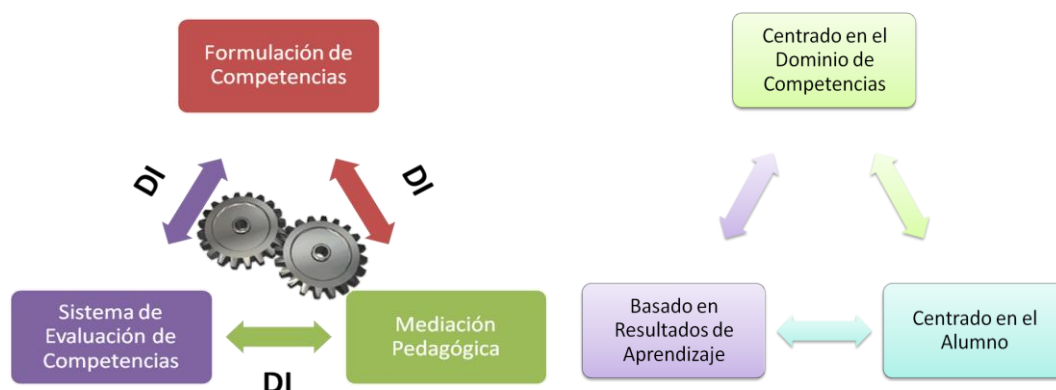 Formulación de
Competencias
DI
DI
Sistema de
Evaluación de
Competencias
Mediación
Pedagógica
DI
Centrado en el
Dominio de
Competencias
Basado en
Resultados de
Aprendizaje
Centrado en el
Alumno